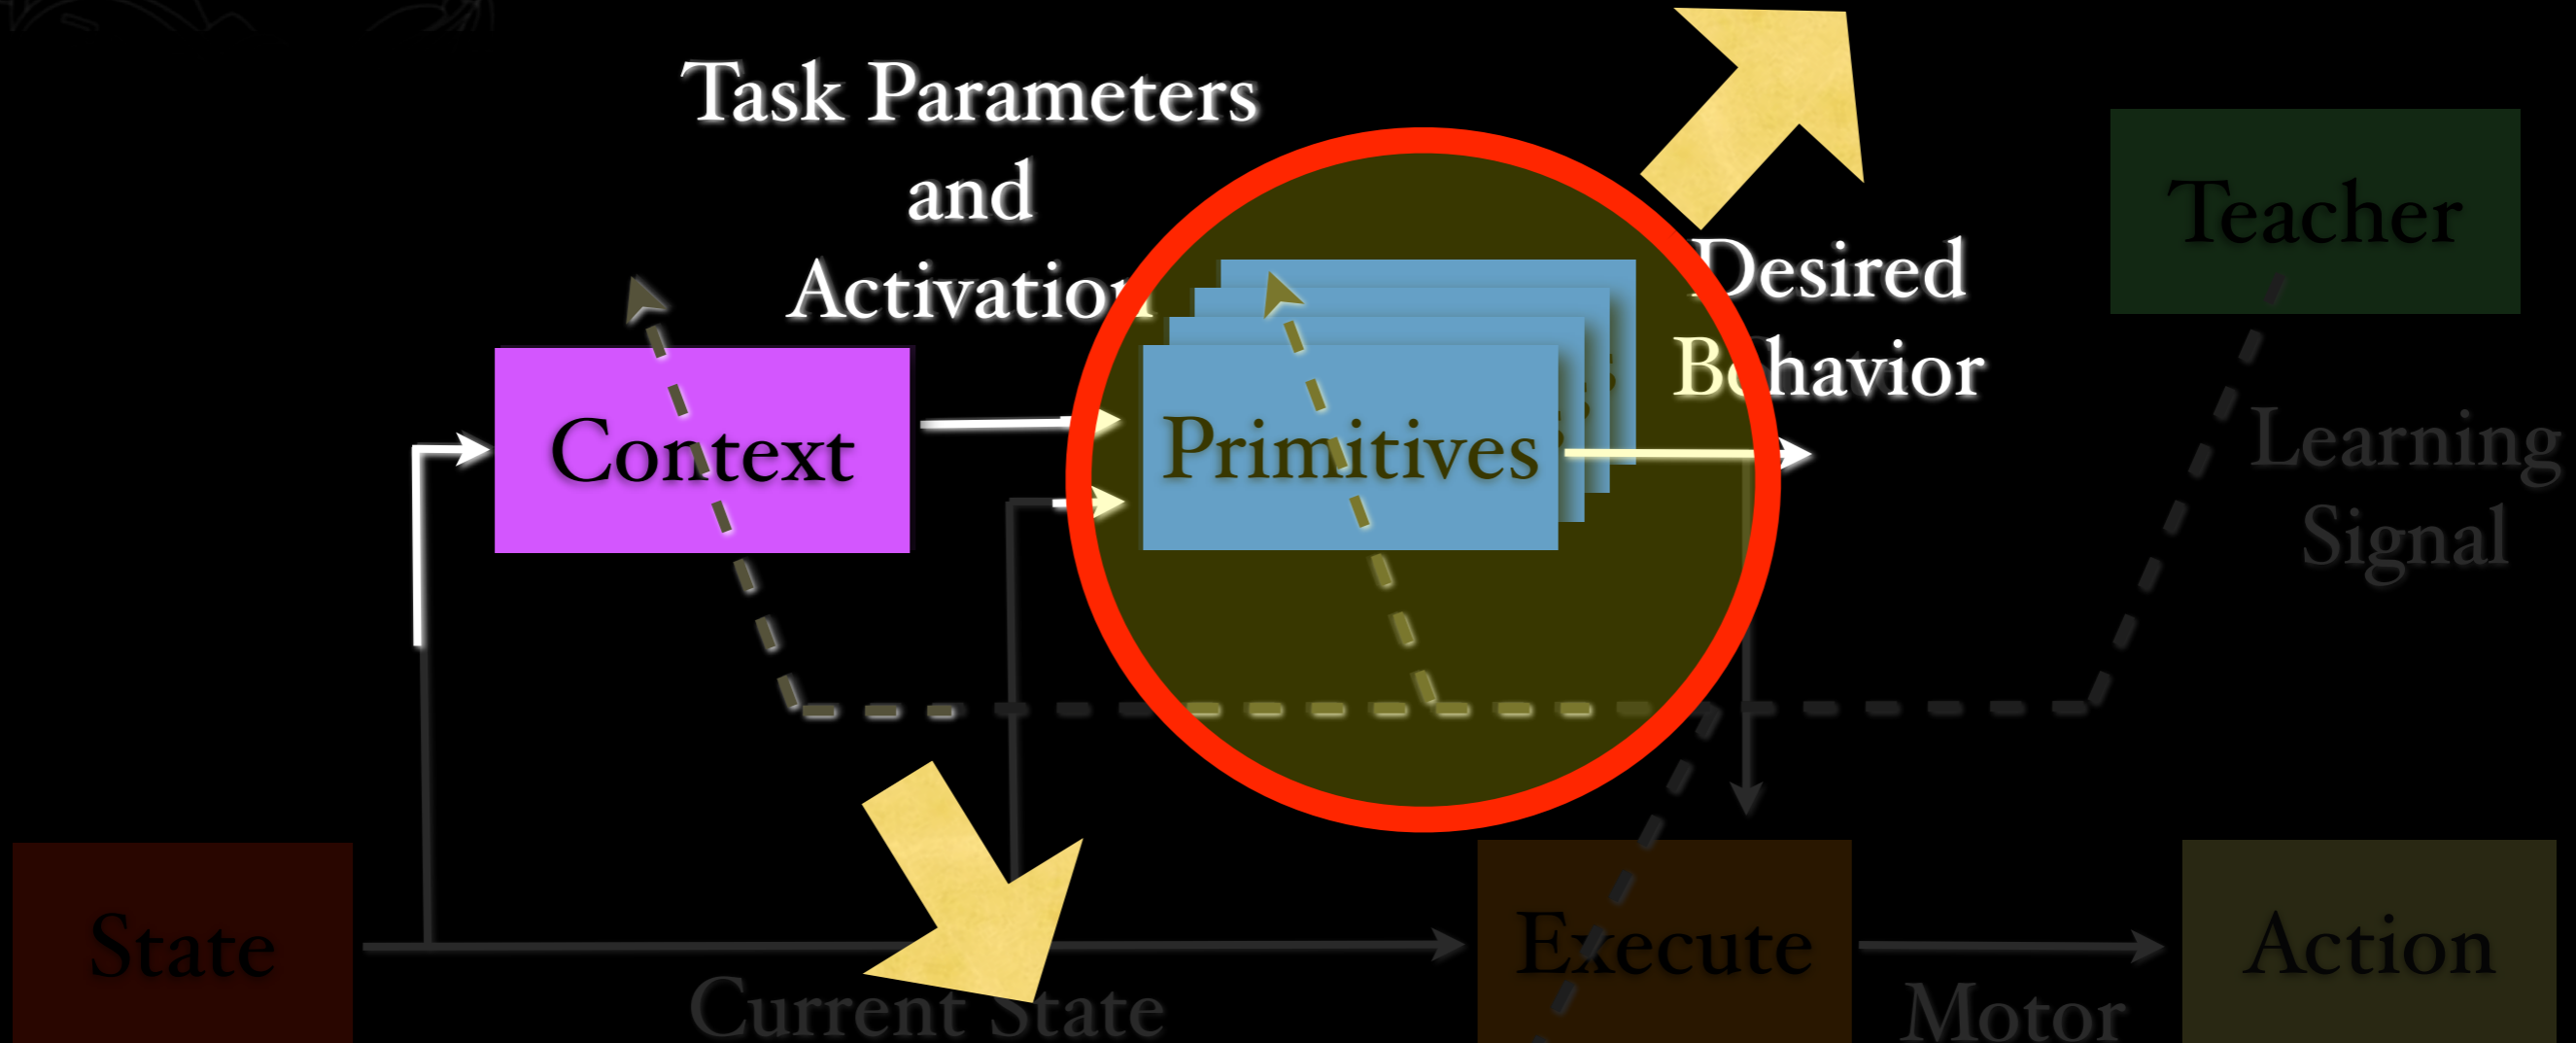 Task Parameters
and
Activation
Teacher
Desired
Behavior
Context
Primitives
Learning
Signal
State
Execute
Action
Current State
Motor